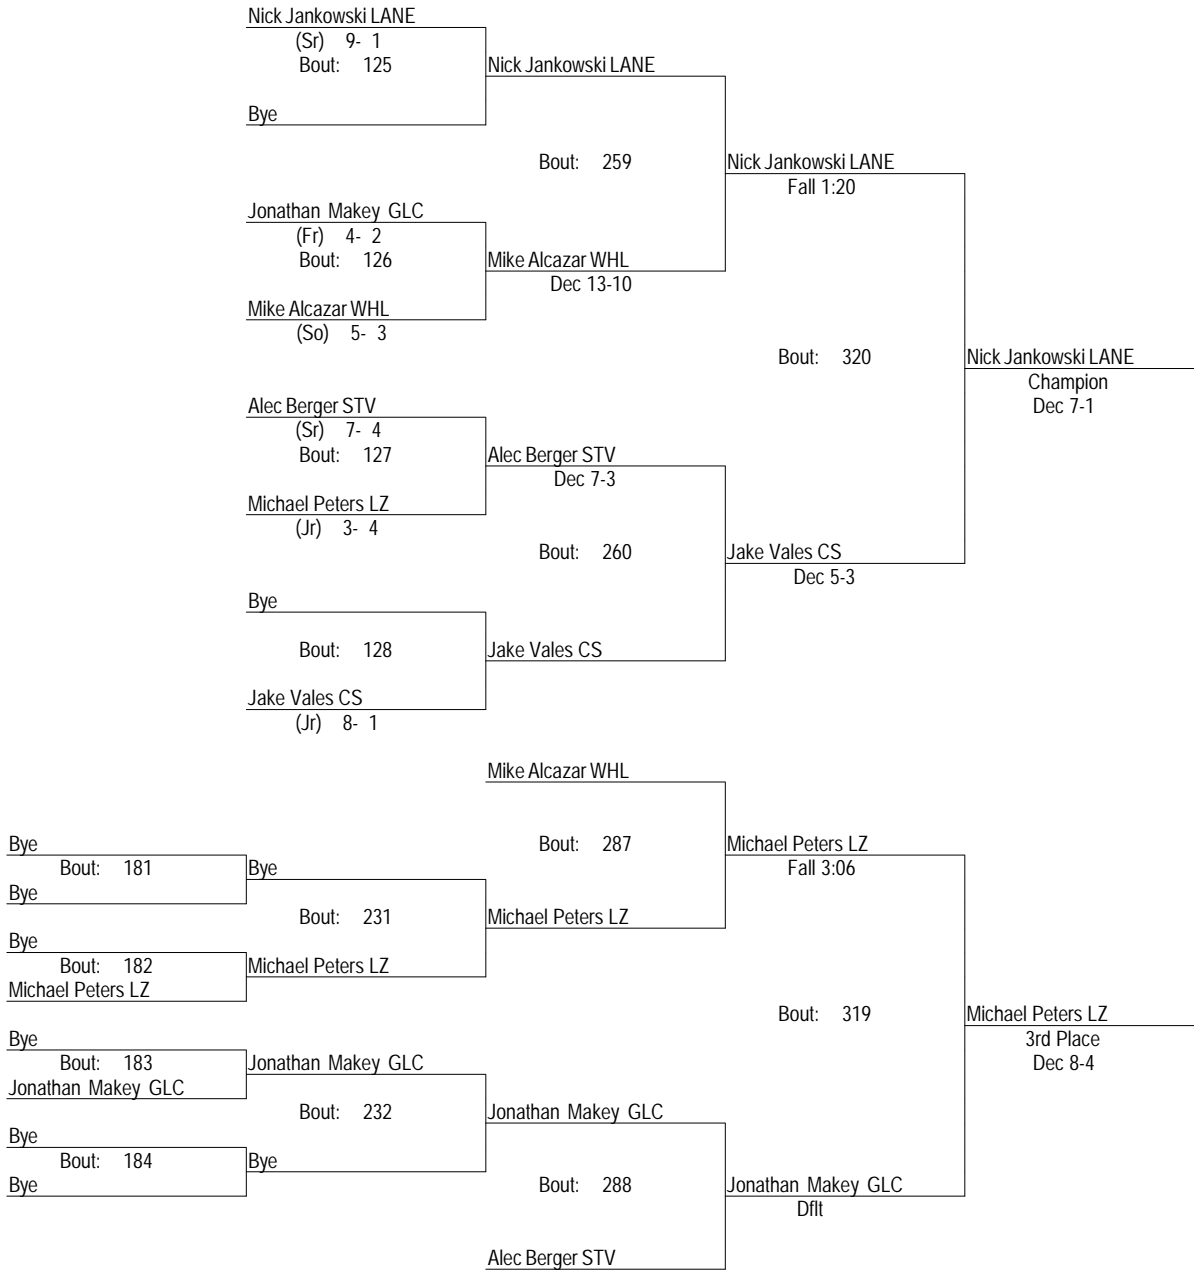 Nick Jankowski LANE
(Sr) 9- 1
Bout: 125
Nick Jankowski LANE
Bye
Bout: 259
Nick Jankowski LANE
Fall 1:20
Jonathan Makey GLC
(Fr) 4- 2
Bout: 126
Mike Alcazar WHL
Dec 13-10
Mike Alcazar WHL
(So) 5- 3
Bout: 320
Nick Jankowski LANE
Champion
Dec 7-1
Alec Berger STV
(Sr) 7- 4
Bout: 127
Alec Berger STV
Dec 7-3
Michael Peters LZ
(Jr) 3- 4
Bout: 260
Jake Vales CS
Dec 5-3
Bye
Bout: 128
Jake Vales CS
Jake Vales CS
(Jr) 8- 1
Mike Alcazar WHL
Bye
Bout: 287
Michael Peters LZ
Bout: 181
Bye
Fall 3:06
Bye
Bout: 231
Michael Peters LZ
Bye
Bout: 182
Michael Peters LZ
Michael Peters LZ
Bout: 319
Michael Peters LZ
3rd Place
Dec 8-4
Bye
Bout: 183
Jonathan Makey GLC
Jonathan Makey GLC
Bout: 232
Jonathan Makey GLC
Bye
Bout: 184
Bye
Bye
Bout: 288
Jonathan Makey GLC
Dflt
Alec Berger STV